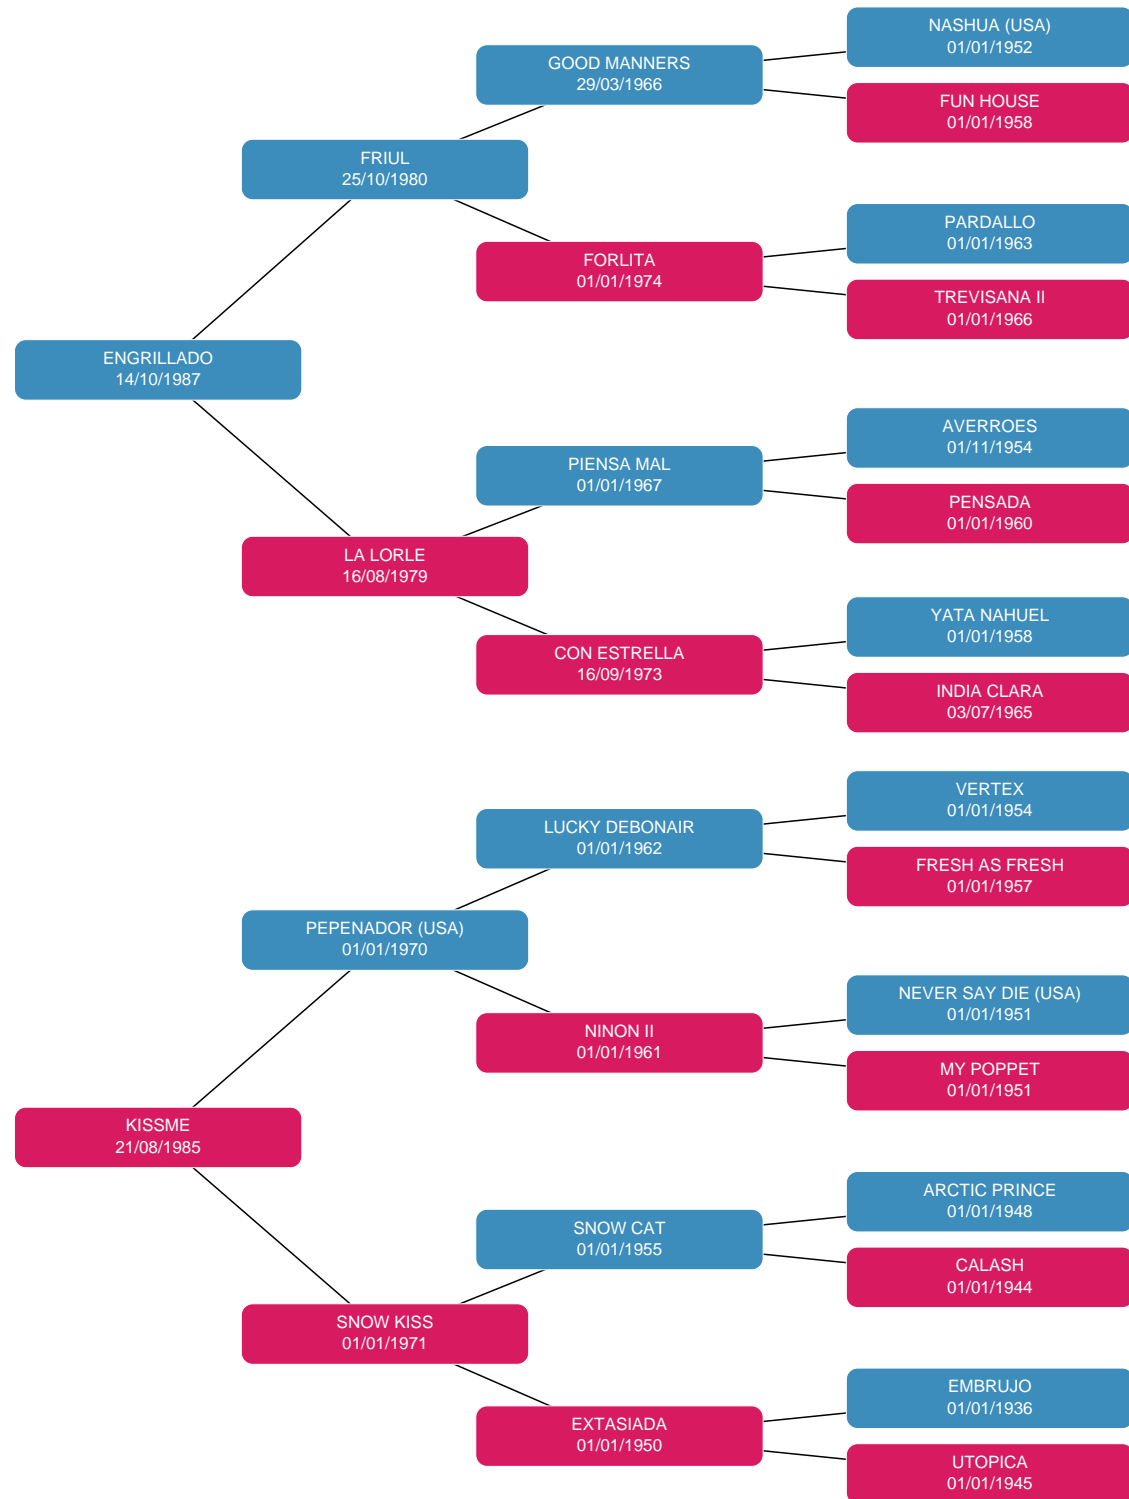 NASHUA (USA)
01/01/1952
GOOD MANNERS
29/03/1966
FUN HOUSE
01/01/1958
FRIUL
25/10/1980
PARDALLO
01/01/1963
FORLITA
01/01/1974
TREVISANA II
01/01/1966
ENGRILLADO
14/10/1987
AVERROES
01/11/1954
PIENSA MAL
01/01/1967
PENSADA
01/01/1960
LA LORLE
16/08/1979
YATA NAHUEL
01/01/1958
CON ESTRELLA
16/09/1973
INDIA CLARA
03/07/1965
VERTEX
01/01/1954
LUCKY DEBONAIR
01/01/1962
FRESH AS FRESH
01/01/1957
PEPENADOR (USA)
01/01/1970
NEVER SAY DIE (USA)
01/01/1951
NINON II
01/01/1961
MY POPPET
01/01/1951
KISSME
21/08/1985
ARCTIC PRINCE
01/01/1948
SNOW CAT
01/01/1955
CALASH
01/01/1944
SNOW KISS
01/01/1971
EMBRUJO
01/01/1936
EXTASIADA
01/01/1950
UTOPICA
01/01/1945